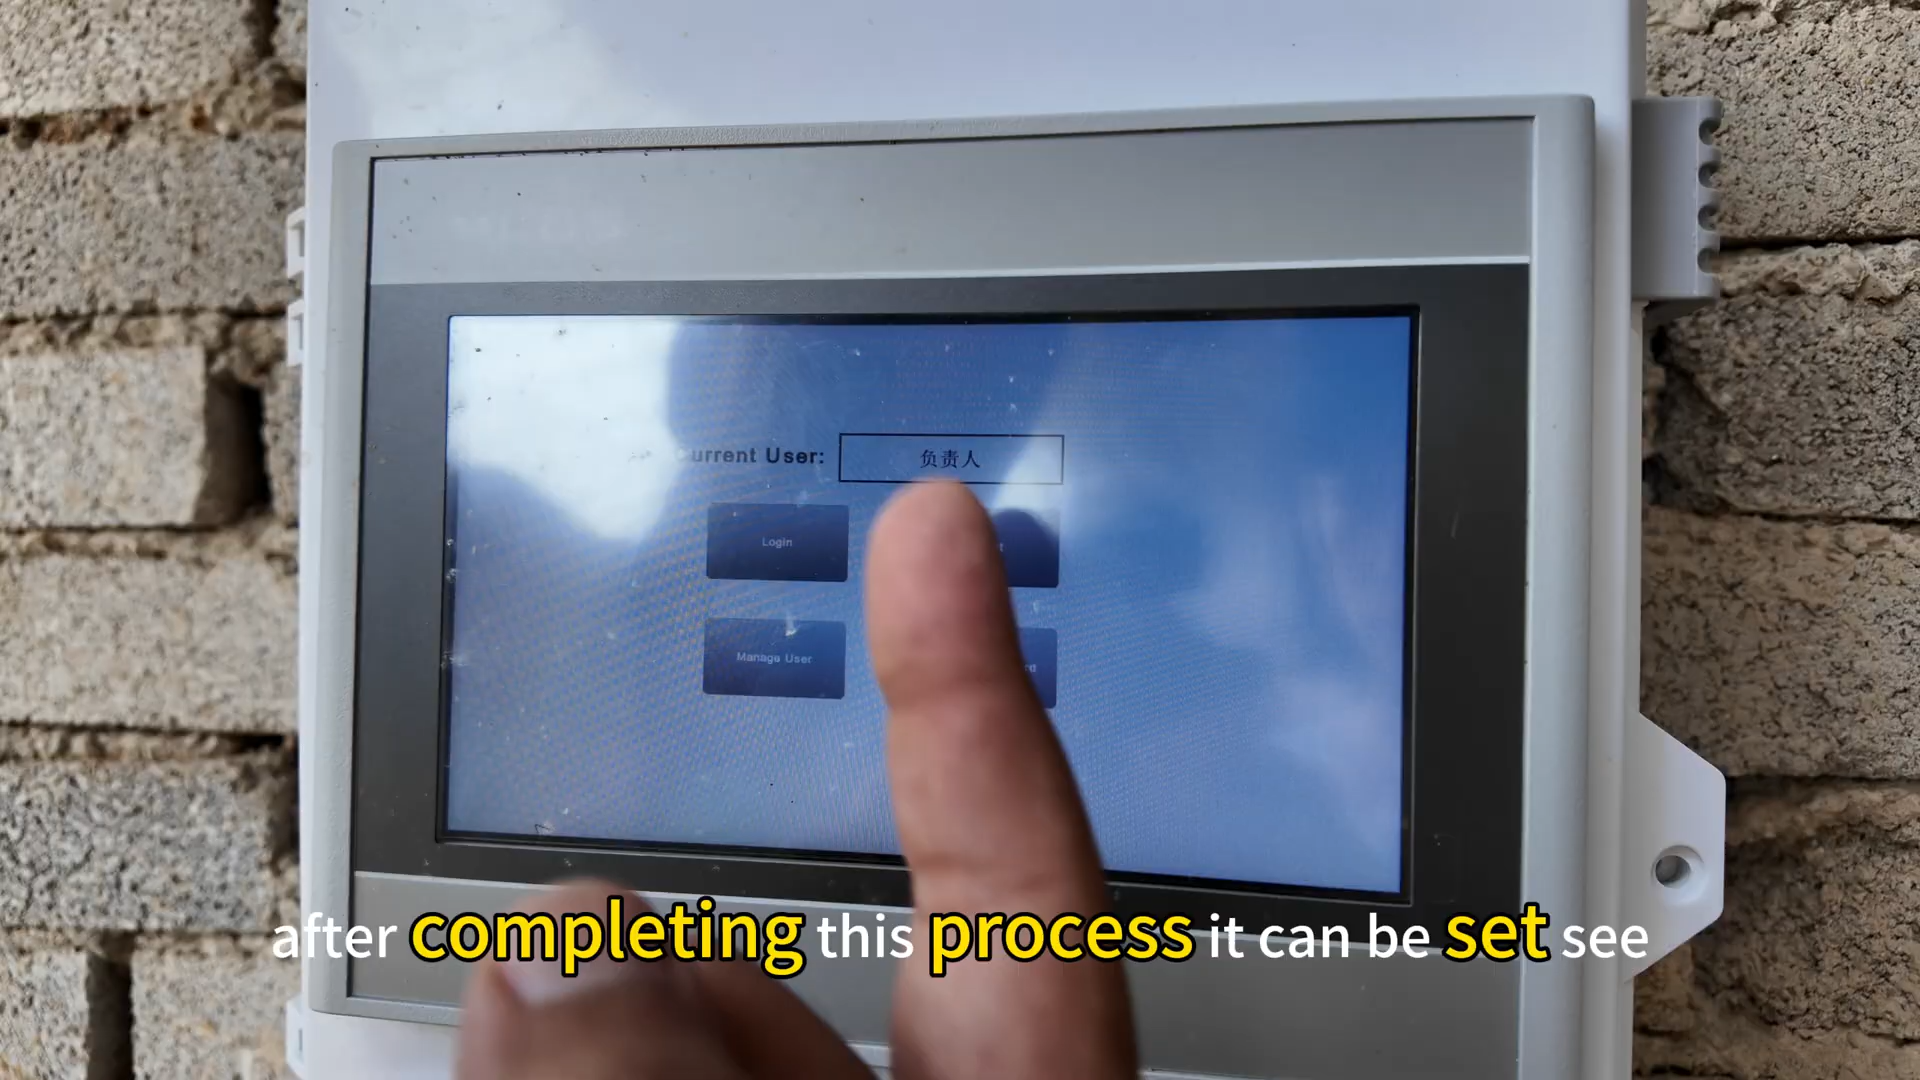 Current User: 负责人
Login
Manage User
after completing this process it can be set see